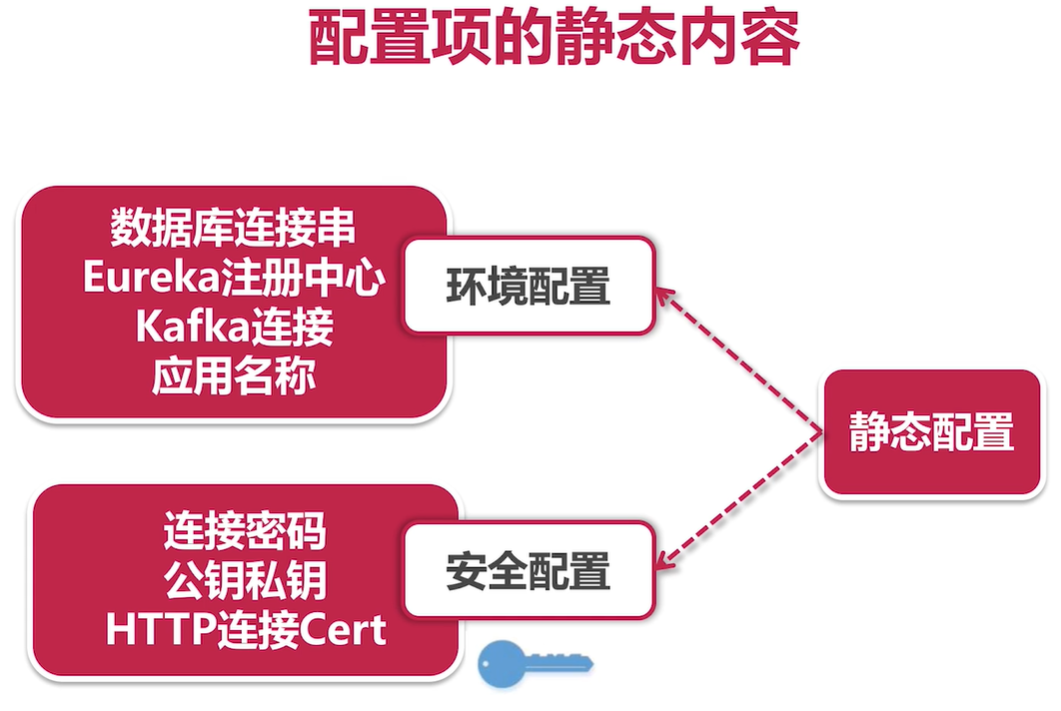 配置项的静态内容
数据库连接串
Eureka注册中心
Kafka连接
应用名称
环境配置
静态配置
连接密码
公钥私钥
HTTP连接Cert
安全配置